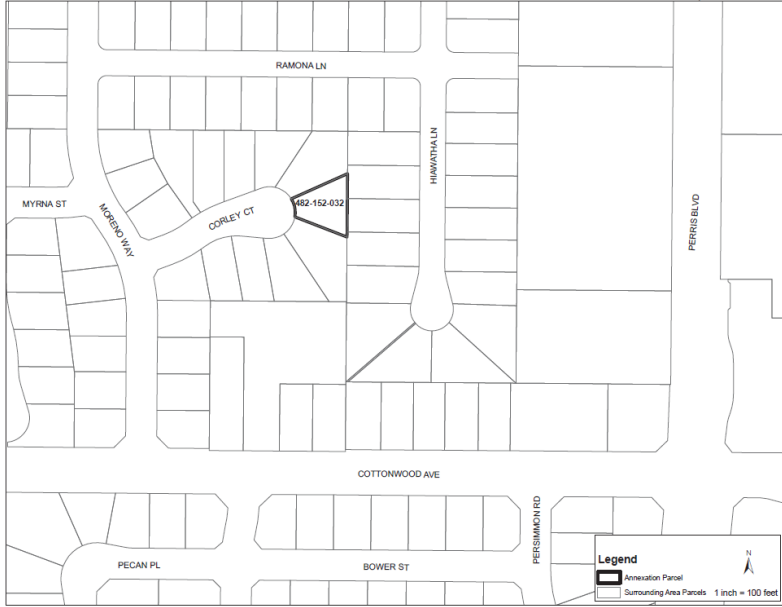 RAMONA LN
HIAWATHA LN
482-152-032
MYRNA ST
MORENO WAY
CORLEY CT
PERRIS BLVD
COTTONWOOD AVE
PERSIMMON RD
PECAN PL
BOWER ST
Legend
N
Annexation Parcel
Surrounding Area Parcels
1 inch = 100 feet